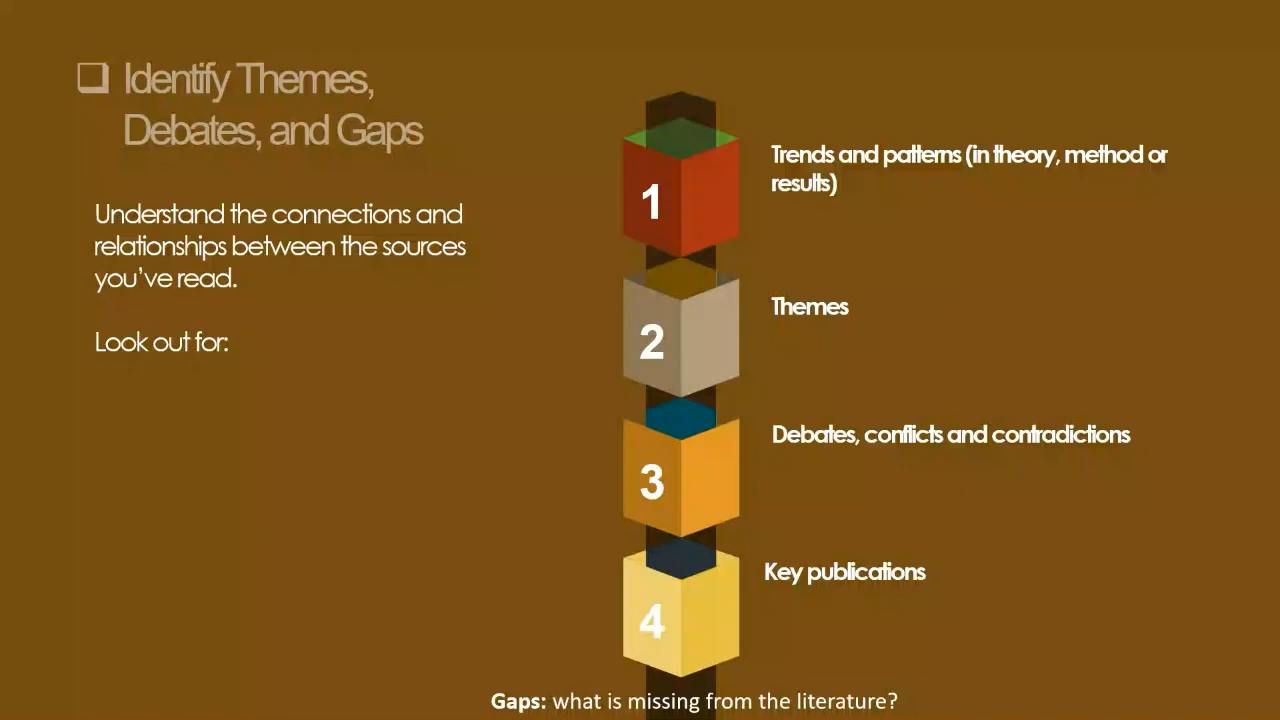 Identify Themes,
Debates, and Gaps
Understand the connections and
relationships between the sources
you've read.
Look out for:
1
Trends and patterns (in theory, method or
results)
2
Themes
3
Debates, conflicts and contradictions
4
Key publications
Gaps: what is missing from the literature?